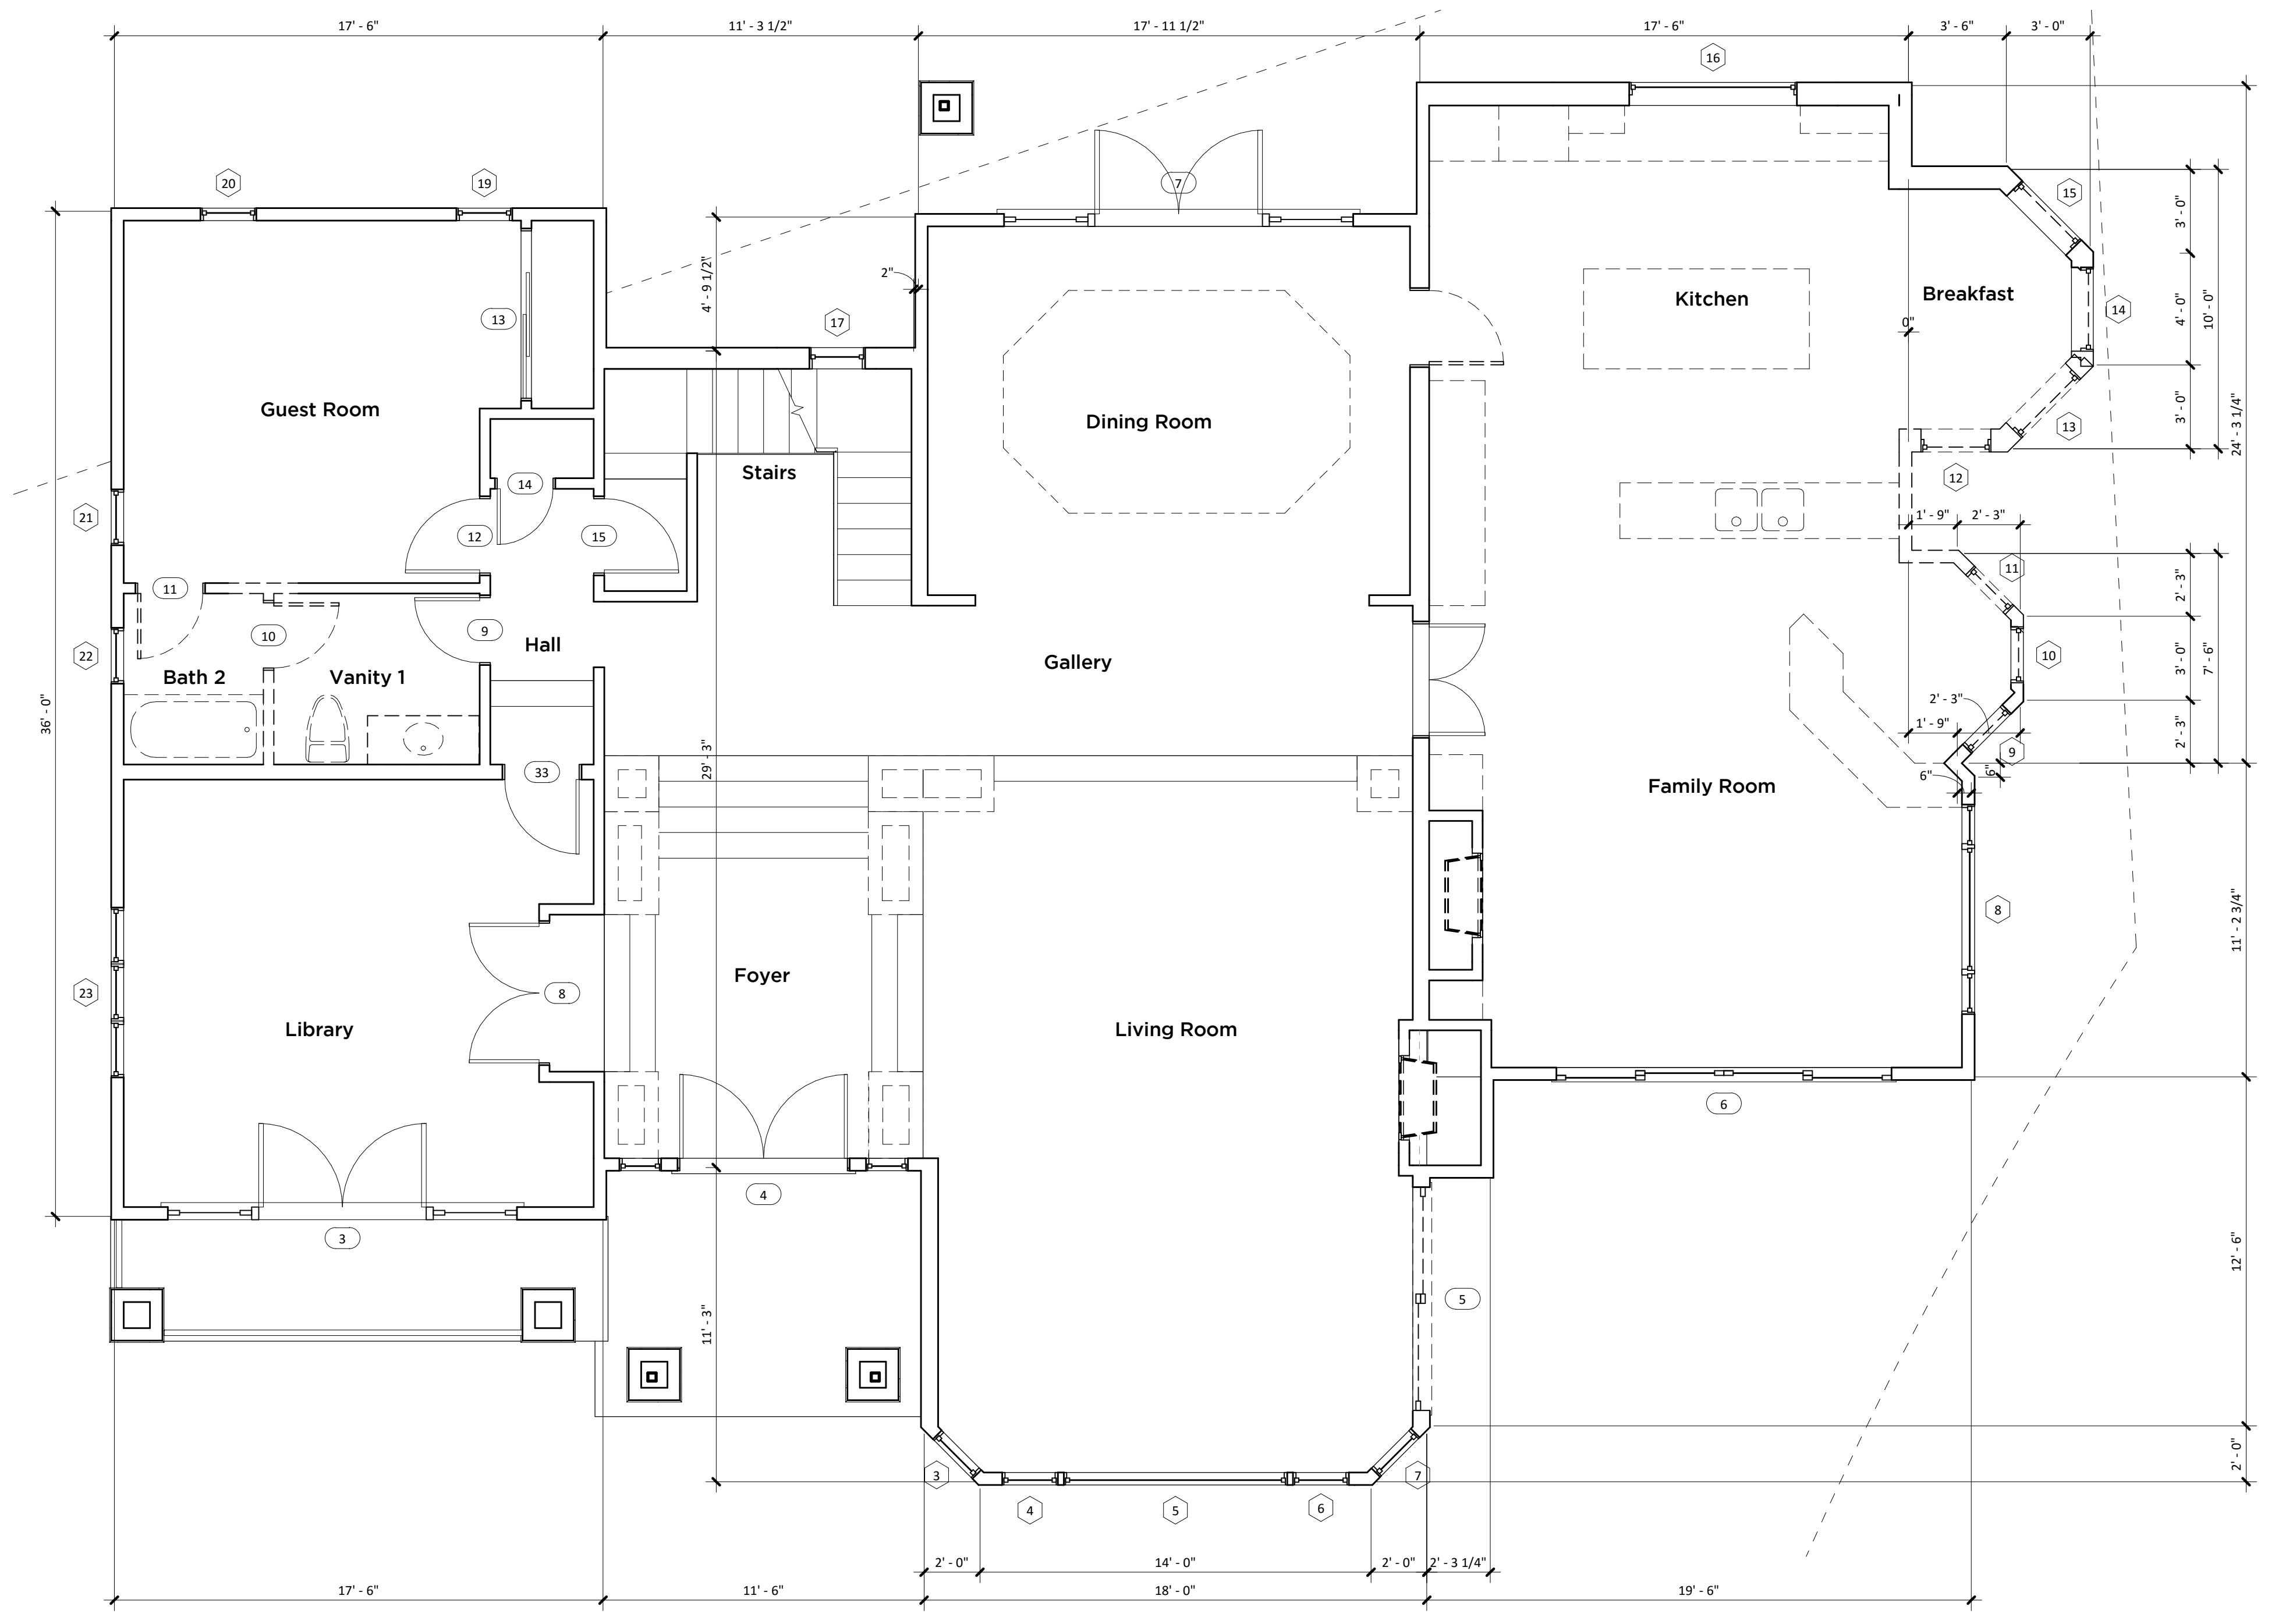 17' - 6"
11' - 3 1/2"
17' - 11 1/2"
17' - 6"
3' - 6"
3' - 0"
16
20
19
7
15
3' - 0"
4' - 9 1/2"
2"
13
17
Kitchen
Breakfast
0"
14
4' - 0"
10' - 0"
Guest Room
Dining Room
13
3' - 0"
24' - 3 1/4"
Stairs
14
12
21
12
15
1' - 9"
2' - 3"
11
2' - 3"
11
10
9
Hall
22
Bath 2
Vanity 1
Gallery
10
3' - 0"
7' - 6"
2' - 3"
36' - 0"
1' - 9"
9
2' - 3"
29' - 3"
33
Family Room
6"
6"
8
11' - 2 3/4"
23
8
Foyer
Library
Living Room
6
4
3
5
12' - 6"
11' - 3"
3
7
2' - 0"
4
5
6
2' - 0"
14' - 0"
2' - 0"
2' - 3 1/4"
17' - 6"
11' - 6"
18' - 0"
19' - 6"